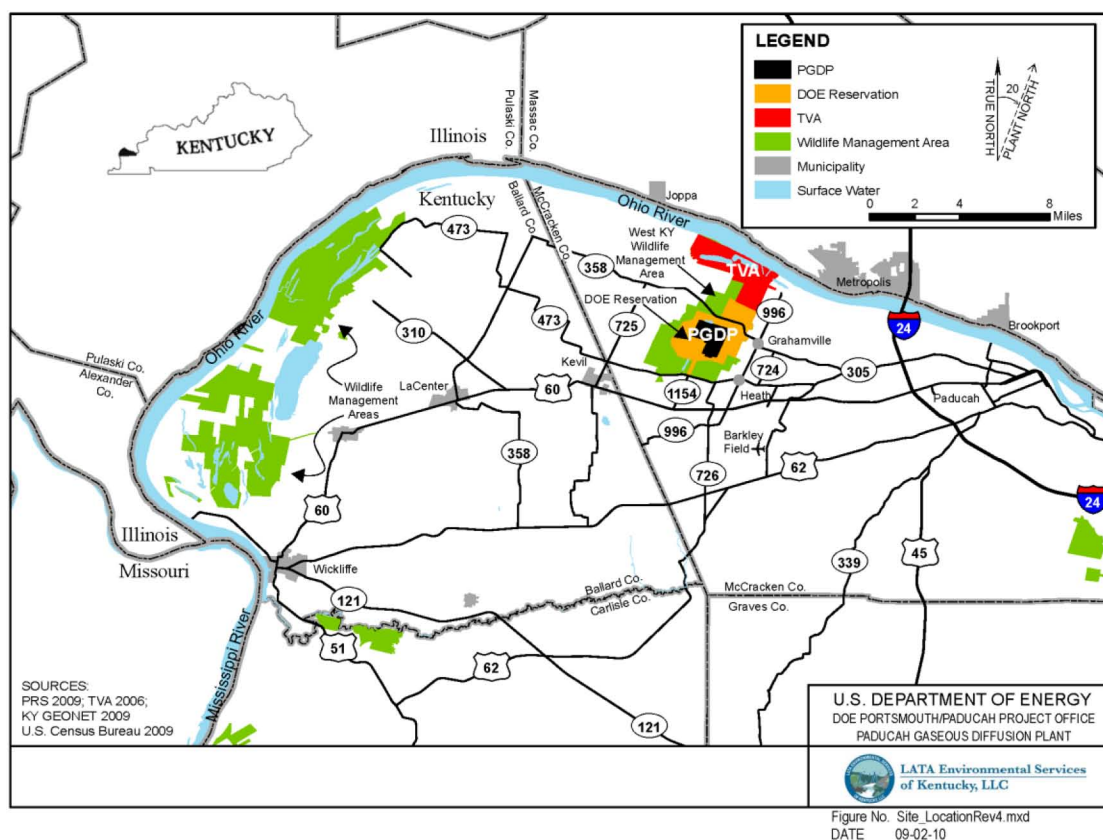 LEGEND
PGDP
DOE Reservation
TVA
Wildlife Management Area
Municipality
Surface Water
TRUE NORTH
20
PLANT NORTH
0 2 4 8
Miles
KENTUCKY
Illinois
Pulaski Co.
Massac Co.
Kentucky
Ballard Co.
McCracken Co.
Ohio River
Joppa
West KY
Wildlife
Management
Area
TVA
DOE Reservation
PGDP
Metropolis
Brookport
Grahamville
Heath
Kevil
LaCenter
Paducah
Barkley
Field
473
358
310
473
725
996
24
60
1154
724
305
996
358
726
62
60
339
45
24
Ohio River
Pulaski Co.
Alexander
Co.
Wildlife
Management
Areas
Illinois
Missouri
Wickliffe
121
Ballard Co.
Carlisle Co.
McCracken Co.
Graves Co.
51
62
121
Mississippi River
SOURCES:
PRS 2009; TVA 2006;
KY GEONET 2009
U.S. Census Bureau 2009
U.S. DEPARTMENT OF ENERGY
DOE PORTSMOUTH/PADUCAH PROJECT OFFICE
PADUCAH GASEOUS DIFFUSION PLANT
LATA Environmental Services
of Kentucky, LLC
Figure No. Site_LocationRev4.mxd
DATE 09-02-10